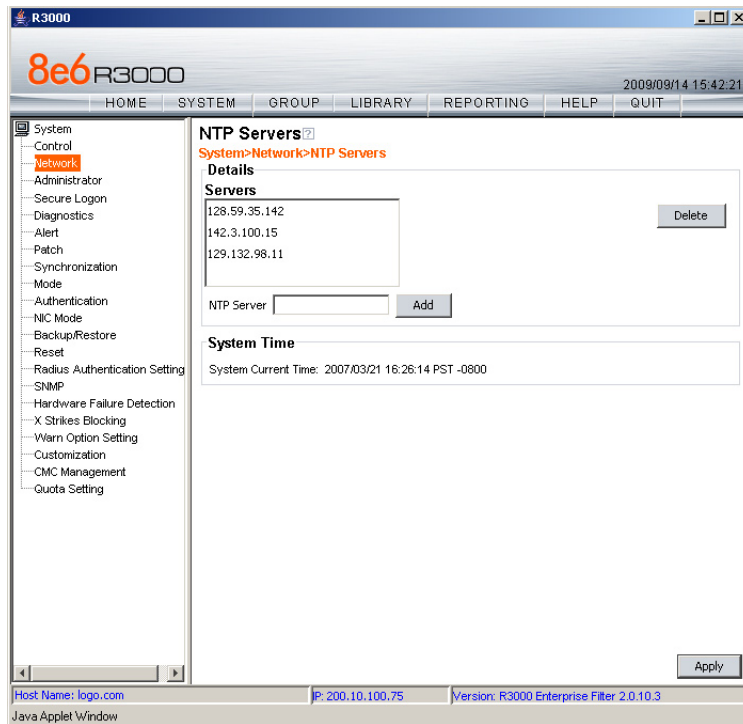 R3000
8e6 R3000
2009/09/14 15:42:21
HOME SYSTEM GROUP LIBRARY REPORTING HELP QUIT
System
Control
Network
Administrator
Secure Logon
Diagnostics
Alert
Patch
Synchronization
Mode
Authentication
NIC Mode
Backup/Restore
Reset
Radius Authentication Setting
SNMP
Hardware Failure Detection
X Strikes Blocking
Warn Option Setting
Customization
CMC Management
Quota Setting
NTP Servers ?
System>Network>NTP Servers
Details
Servers
128.59.35.142
142.3.100.15
129.132.98.11
Delete
NTP Server Add
System Time
System Current Time: 2007/03/21 16:26:14 PST -0800
Apply
Host Name: logo.com IP: 200.10.100.75 Version: R3000 Enterprise Filter 2.0.10.3
Java Applet Window